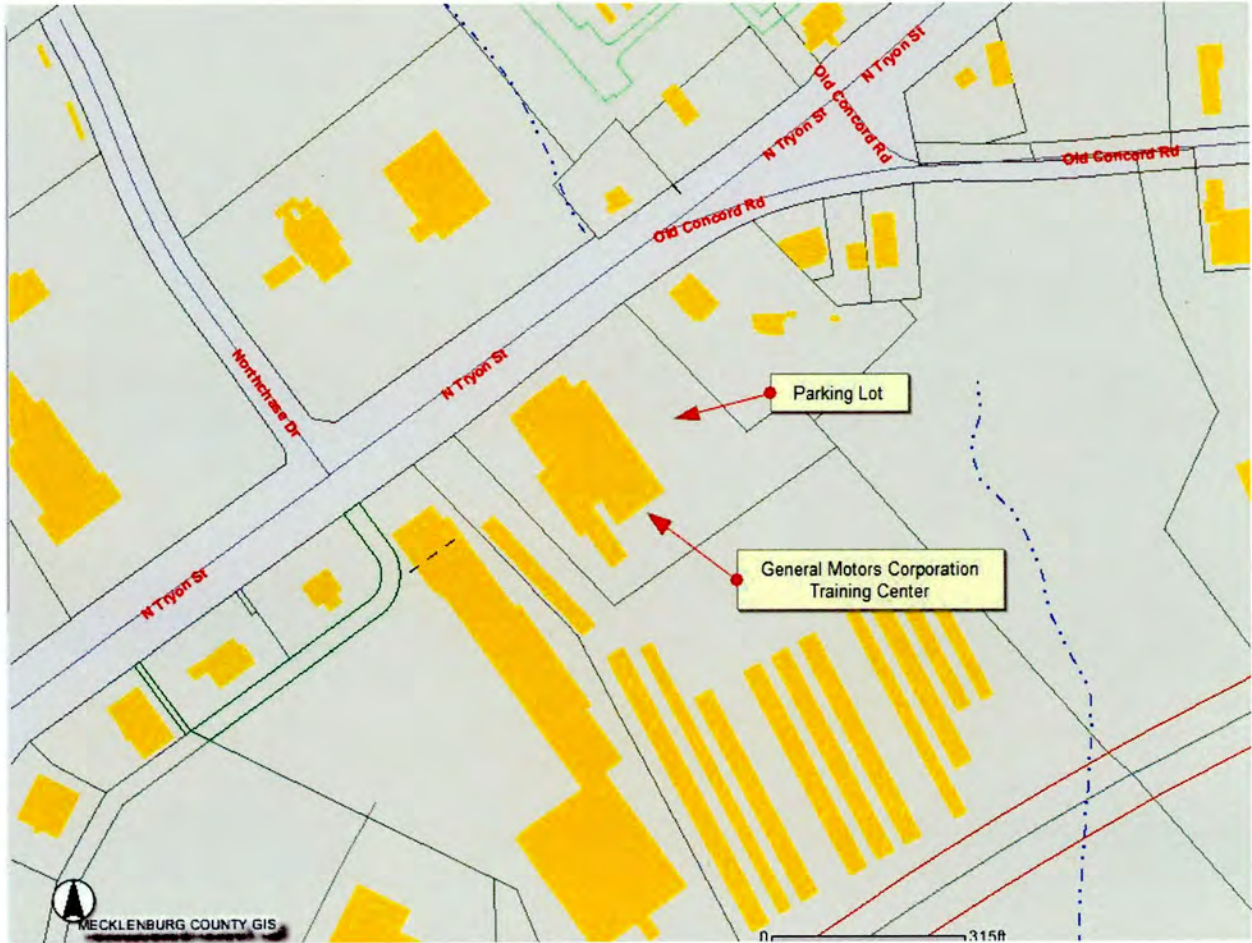 N Tryon St
Old Concord Rd
N Tryon St
Old Concord Rd
Old Concord Rd
Northchase Dr
N Tryon St
Parking Lot
General Motors Corporation
Training Center
N Tryon St
MECKLENBURG COUNTY GIS
0 315ft